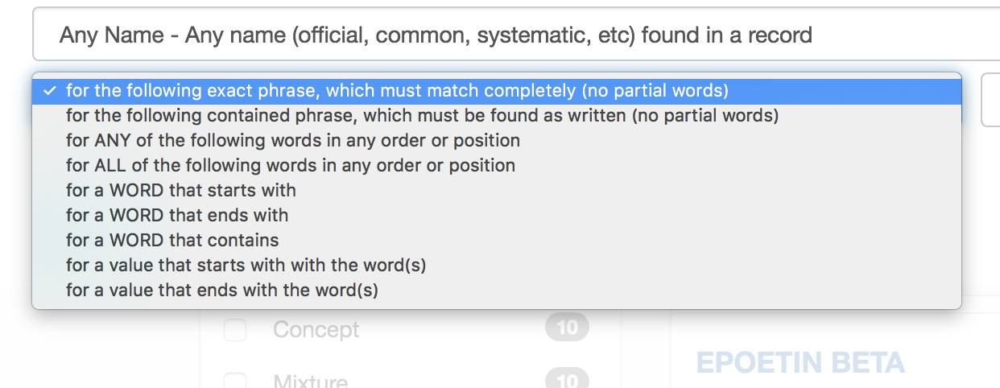 Any Name - Any name (official, common, systematic, etc) found in a record
✓ for the following exact phrase, which must match completely (no partial words)
for the following contained phrase, which must be found as written (no partial words)
for ANY of the following words in any order or position
for ALL of the following words in any order or position
for a WORD that starts with
for a WORD that ends with
for a WORD that contains
for a value that starts with with the word(s)
for a value that ends with the word(s)
Concept 10
EPOETIN BETA
Mixture 10